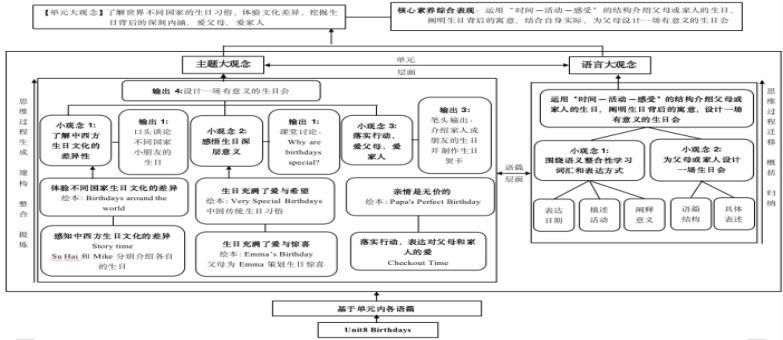 【单元大观念】了解世界不同国家的生日习俗，体验文化差异，挖掘生
日背后的深刻内涵，爱父母，爱家人
核心素养综合表现：运用“时间－活动－感受”的结构介绍父母或家人的生日，
阐明生日背后的寓意，结合自身实际，为父母设计一场有意义的生日会
单元
层面
主题大观念
语言大观念
输出 4:设计一场有意义的生日会
小观念 1:
了解中西方
生日文化的
差异性
输出 1:
口头谈论
不同国家
小朋友的
生日
小观念 2:
感悟生日深
层意义
输出 1:
课堂讨论:
Why are
birthdays
special?
小观念 3:
落实行动，
爱父母、爱
家人
输出 3:
笔头输出，
介绍家人或
朋友的生日
并制作生日
贺卡
体验不同国家生日文化的差异
绘本: Birthdays around the
world
生日充满了爱与希望
绘本: Very Special Birthdays
中国传统生日习俗
亲情是无价的
绘本: Papa's Perfect Birthday
感知中西方生日文化的差异
Story time
Su Hai 和 Mike 分别介绍各自
的生日
生日充满了爱与惊喜
绘本: Emma's Birthday
父母为 Emma 策划生日惊喜
落实行动，表达对父母和家
人的爱
Checkout Time
语篇
层面
运用“时间－活动－感受”的结构介绍父母或
家人的生日，阐明生日背后的寓意，设计一场
有意义的生日会
小观念 1:
围绕语义整合性学习
词汇和表达方式
小观念 2:
为父母或家人设计
一场生日会
表达
日期
描述
活动
阐释
意义
语篇
结构
具体
表述
思维过程生成 建构 整合 提炼
思维过程迁移 概括 归纳
基于单元内各语篇
Unit8 Birthdays